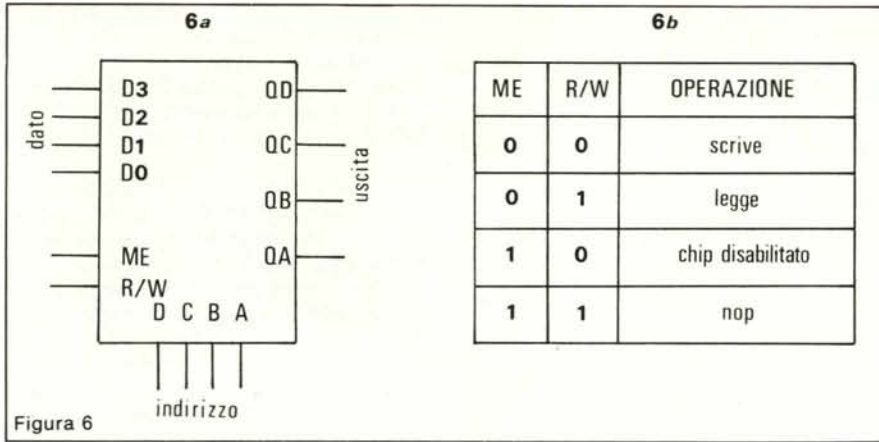 6a
dato
D3
D2
D1
D0
ME
R/W
QD
QC
QB
QA
uscita
D C B A
indirizzo
Figura 6
6b
ME R/W OPERAZIONE
0 0 scrive
0 1 legge
1 0 chip disabilitato
1 1 nop